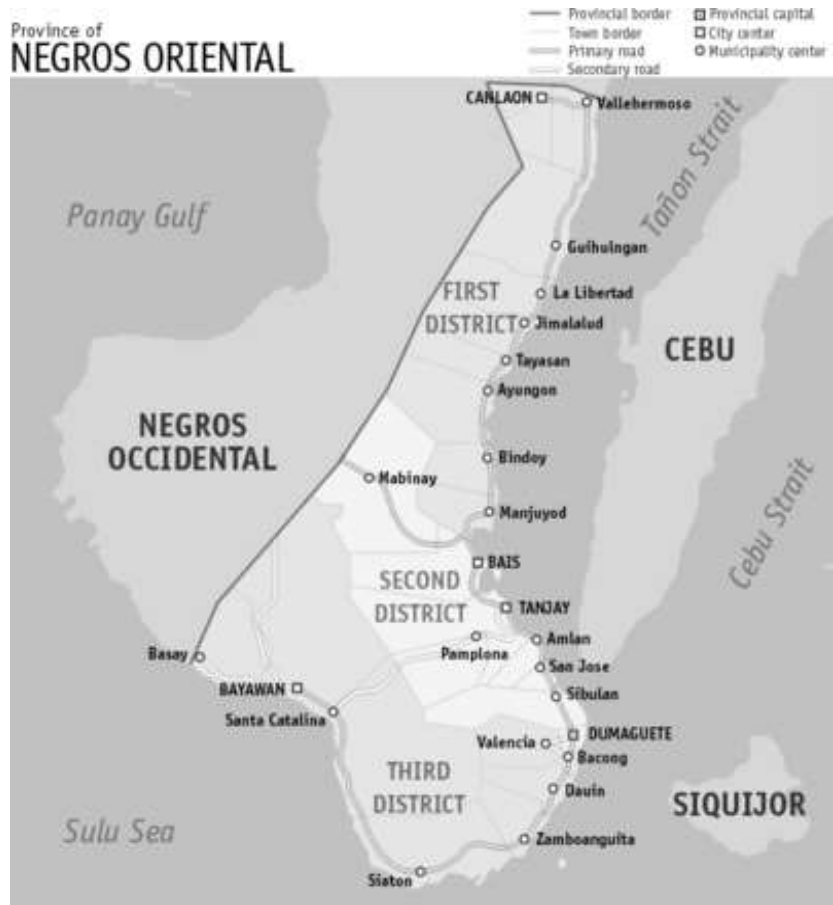 Province of
NEGROS ORIENTAL
Provincial border
Town border
Primary road
Secondary road
Provincial capital
City center
Municipality center
CANLAON
Vallehermoso
Tañon Strait
Panay Gulf
Guihulngan
FIRST
DISTRICT
La Libertad
Jimalalud
CEBU
Tayasan
Ayungon
NEGROS
OCCIDENTAL
Bindoy
Mabinay
Manjuyod
Cebu Strait
BAIS
SECOND
DISTRICT
TANJAY
Amlan
Pamplona
Basay
San Jose
BAYAWAN
Sibulan
Santa Catalina
DUMAGUETE
Valencia
Bacong
THIRD
DISTRICT
Dauin
SIQUIJOR
Sulu Sea
Zamboanguita
Siaton